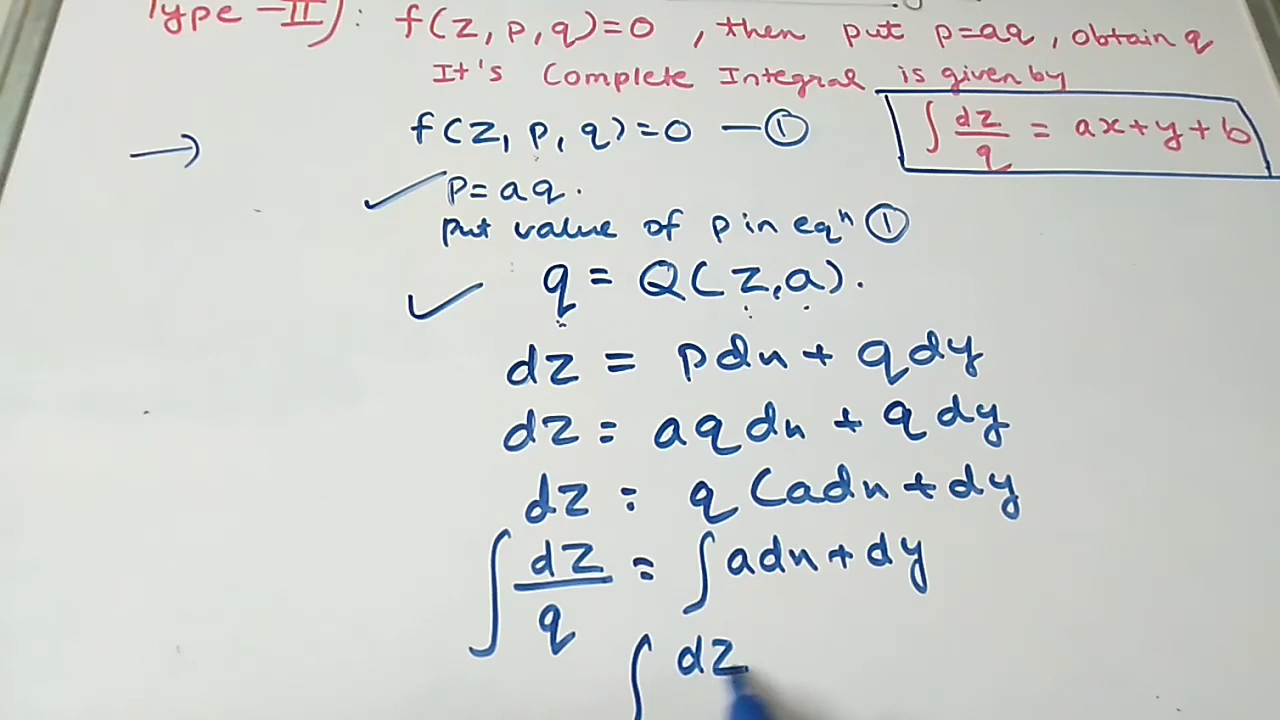 Type-II): f(z, p, q)=0, then put p=aq, obtain q
It's Complete Integral is given by
∫ dz/q = ax+y+b
→ f(z, p, q)=0 —①
p=aq.
put value of p in eqⁿ ①
q = Q(z,a).
dz = pdx + qdy
dz = aqdx + qdy
dz = q(adx + dy
∫ dz/q = ∫ adx + dy
∫ dz